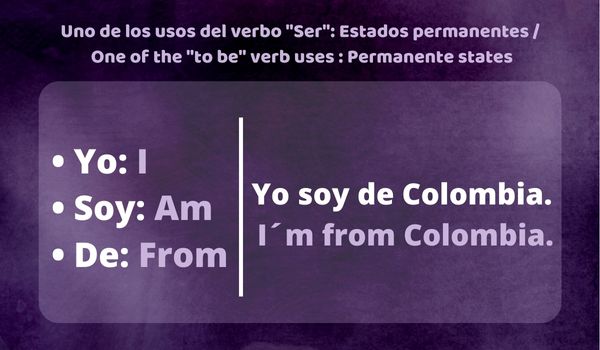 Uno de los usos del verbo "Ser": Estados permanentes /
One of the "to be" verb uses : Permanente states
• Yo: I
• Soy: Am
• De: From
Yo soy de Colombia.
I´m from Colombia.